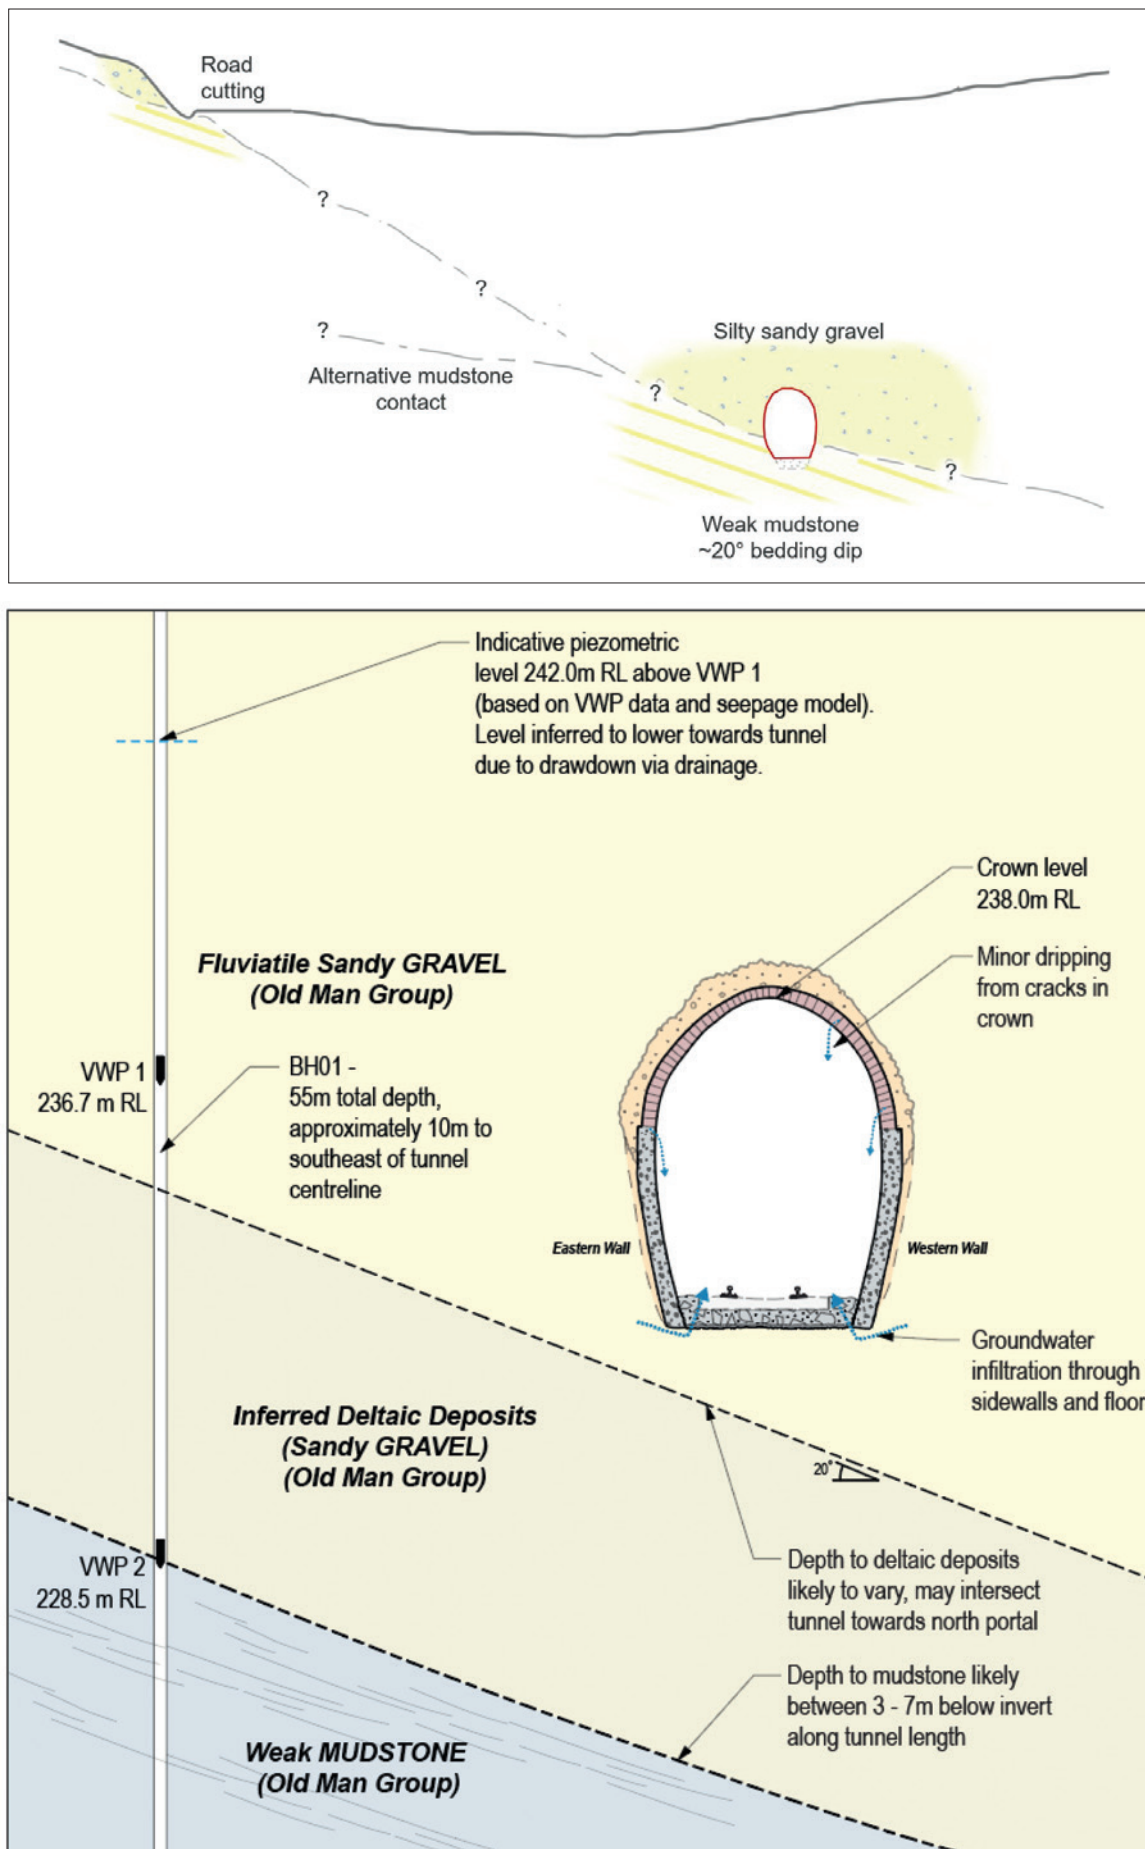 Road
cutting
?
?
?
Alternative mudstone
contact
Silty sandy gravel
?
?
Weak mudstone
~20° bedding dip
Indicative piezometric
level 242.0m RL above VWP 1
(based on VWP data and seepage model).
Level inferred to lower towards tunnel
due to drawdown via drainage.
Crown level
238.0m RL
Minor dripping
from cracks in
crown
Fluviatile Sandy GRAVEL
(Old Man Group)
VWP 1
236.7 m RL
BH01 -
55m total depth,
approximately 10m to
southeast of tunnel
centreline
Eastern Wall
Western Wall
Groundwater
infiltration through
sidewalls and floor
Inferred Deltaic Deposits
(Sandy GRAVEL)
(Old Man Group)
20°
VWP 2
228.5 m RL
Depth to deltaic deposits
likely to vary, may intersect
tunnel towards north portal
Depth to mudstone likely
between 3 - 7m below invert
along tunnel length
Weak MUDSTONE
(Old Man Group)